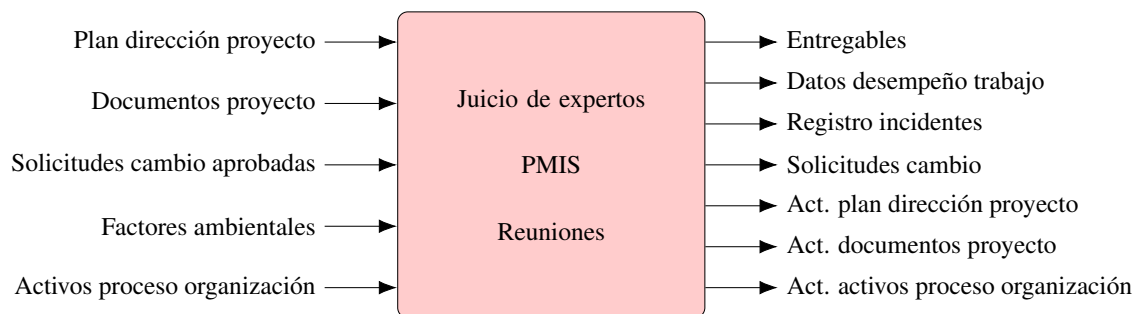 Plan dirección proyecto
Documentos proyecto
Solicitudes cambio aprobadas
Factores ambientales
Activos proceso organización
Juicio de expertos
PMIS
Reuniones
Entregables
Datos desempeño trabajo
Registro incidentes
Solicitudes cambio
Act. plan dirección proyecto
Act. documentos proyecto
Act. activos proceso organización